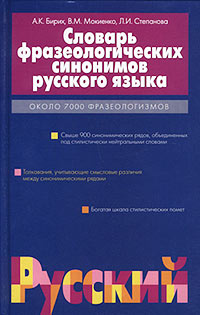 А.К. Бирих, В.М. Мокиенко, Л.И. Степанова
Словарь
фразеологических
синонимов
русского языка
ОКОЛО 7000 ФРАЗЕОЛОГИЗМОВ
Свыше 900 синонимических рядов, объединенных
под стилистически нейтральными словами
Толкования, учитывающие смысловые различия
между синонимическими рядами
Богатая шкала стилистических помет
Русский